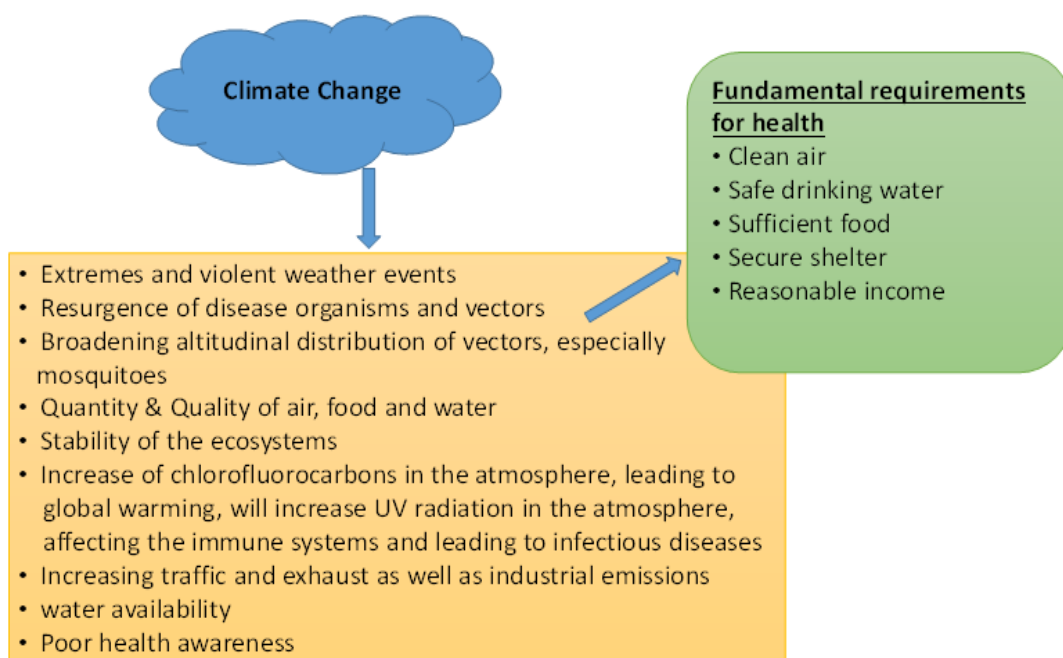 Climate Change
Fundamental requirements
for health
• Clean air
• Safe drinking water
• Sufficient food
• Secure shelter
• Reasonable income
• Extremes and violent weather events
• Resurgence of disease organisms and vectors
• Broadening altitudinal distribution of vectors, especially
mosquitoes
• Quantity & Quality of air, food and water
• Stability of the ecosystems
• Increase of chlorofluorocarbons in the atmosphere, leading to
global warming, will increase UV radiation in the atmosphere,
affecting the immune systems and leading to infectious diseases
• Increasing traffic and exhaust as well as industrial emissions
• water availability
• Poor health awareness